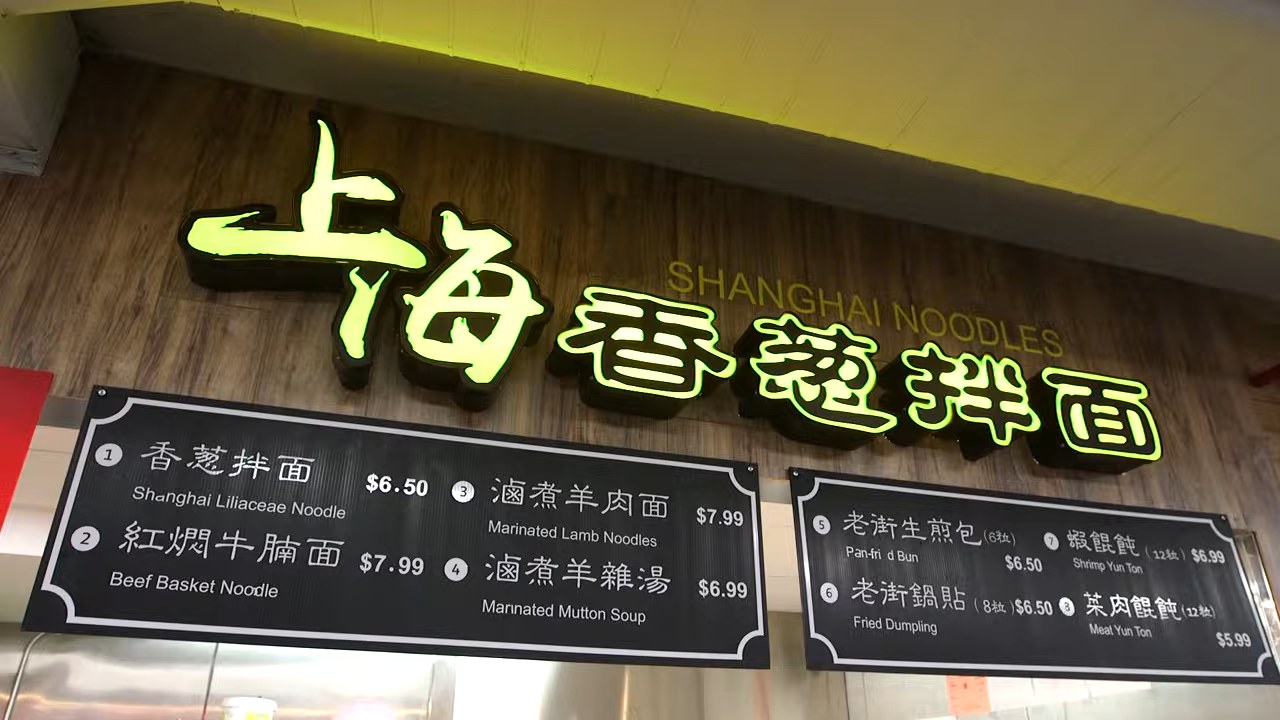 SHANGHAI NOODLES
上海香葱拌面
1 香葱拌面 $6.50
Shanghai Liliaceae Noodle
2 紅燜牛腩面 $7.99
Beef Basket Noodle
3 滷煮羊肉面 $7.99
Marinated Lamb Noodles
4 滷煮羊雜湯 $6.99
Marinated Mutton Soup
5 老街生煎包(6粒)
Pan-fri d Bun $6.50
6 老街鍋貼(8粒) $6.50
Fried Dumpling
7 蝦餛飩(12粒) $6.99
Shrimp Yun Ton
8 菜肉餛飩(12粒)
Meat Yun Ton $5.99